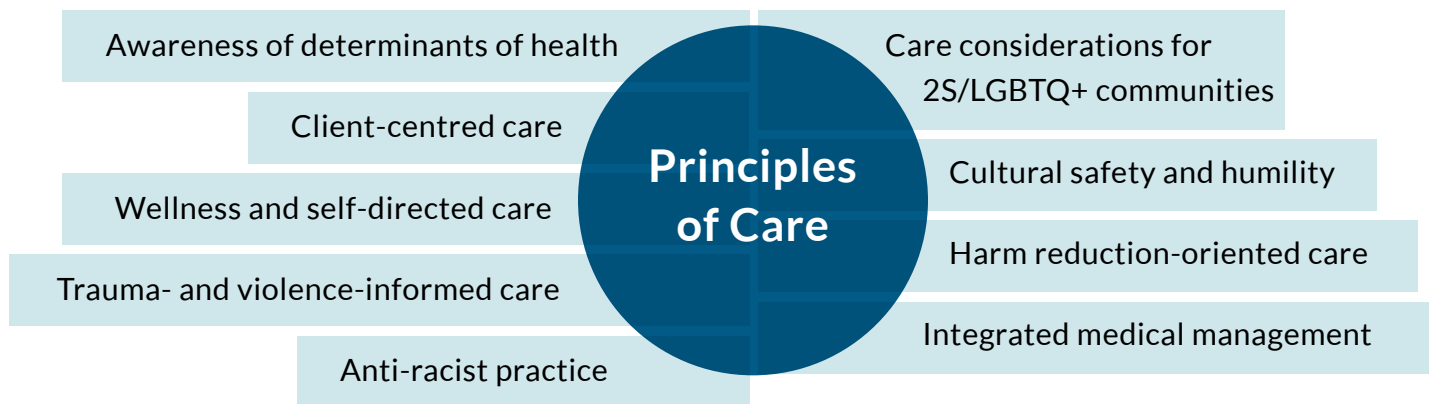 Awareness of determinants of health
Client-centred care
Wellness and self-directed care
Trauma- and violence-informed care
Anti-racist practice
Principles
of Care
Care considerations for
2S/LGBTQ+ communities
Cultural safety and humility
Harm reduction-oriented care
Integrated medical management